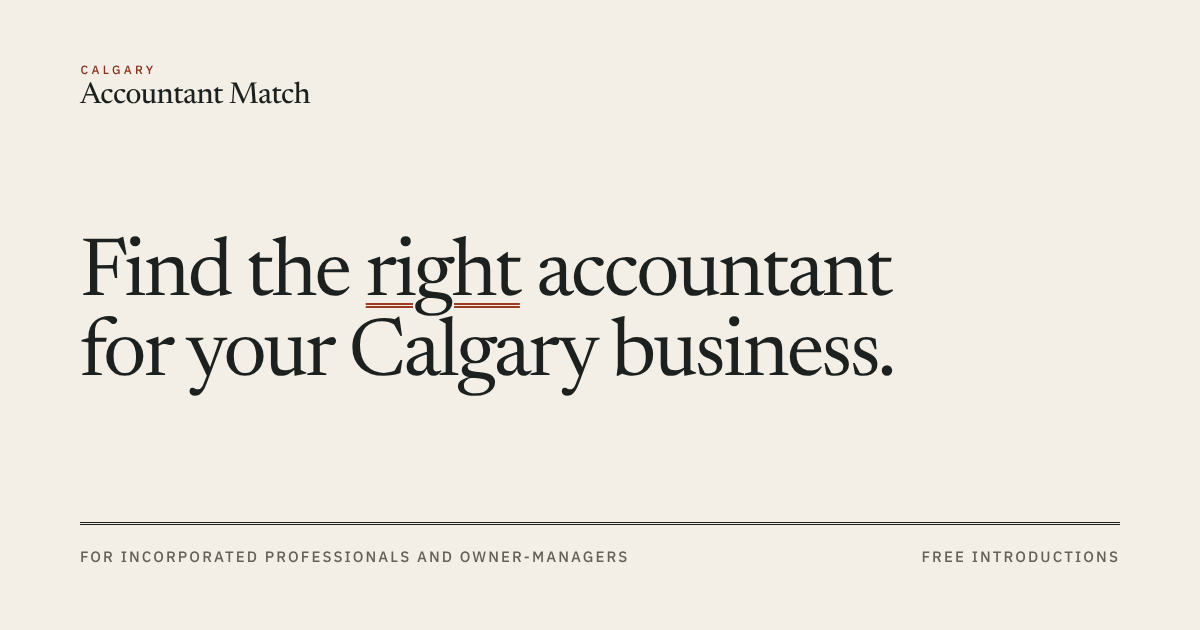 CALGARY
Accountant Match
Find the right accountant
for your Calgary business.
FOR INCORPORATED PROFESSIONALS AND OWNER-MANAGERS
FREE INTRODUCTIONS